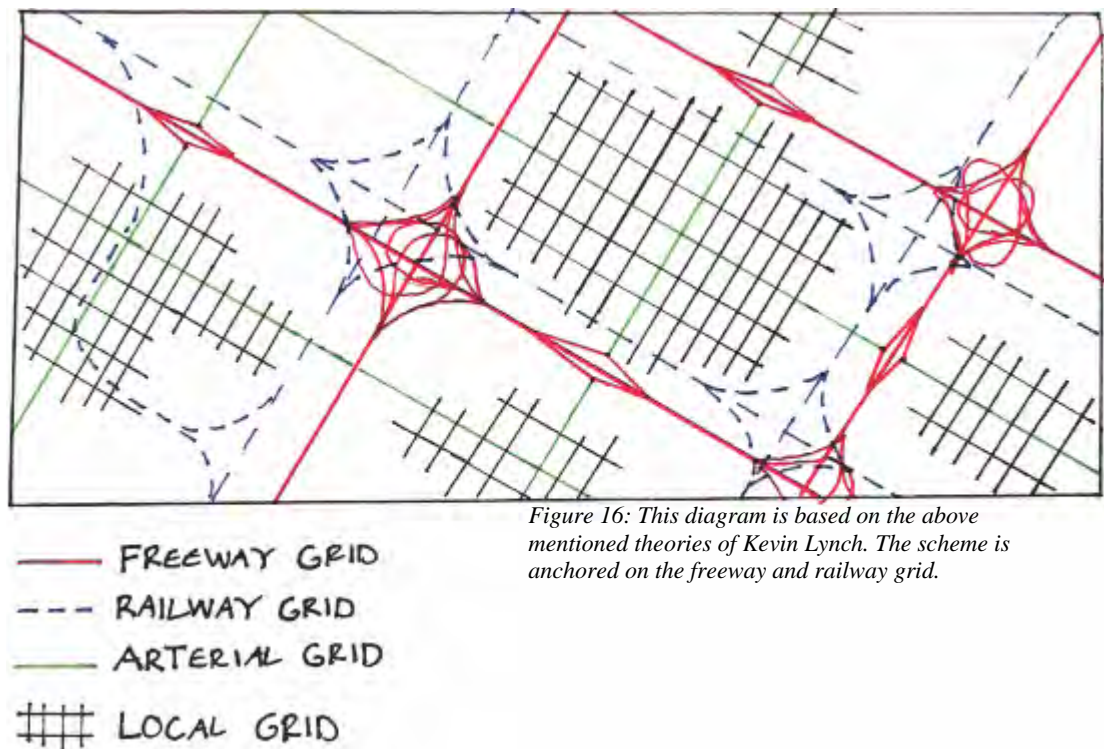 Figure 16: This diagram is based on the above
mentioned theories of Kevin Lynch. The scheme is
anchored on the freeway and railway grid.
FREEWAY GRID
RAILWAY GRID
ARTERIAL GRID
LOCAL GRID